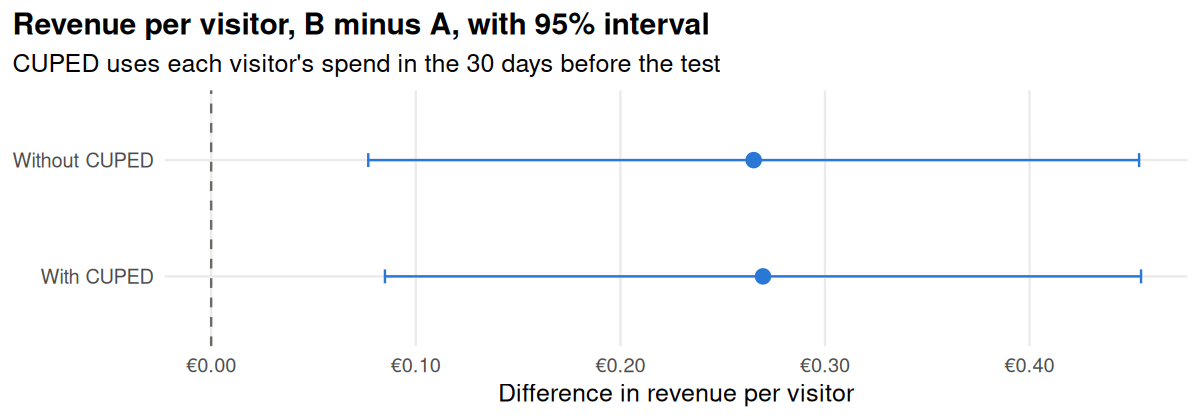 Revenue per visitor, B minus A, with 95% interval
CUPED uses each visitor's spend in the 30 days before the test
Without CUPED
With CUPED
€0.00 €0.10 €0.20 €0.30 €0.40
Difference in revenue per visitor